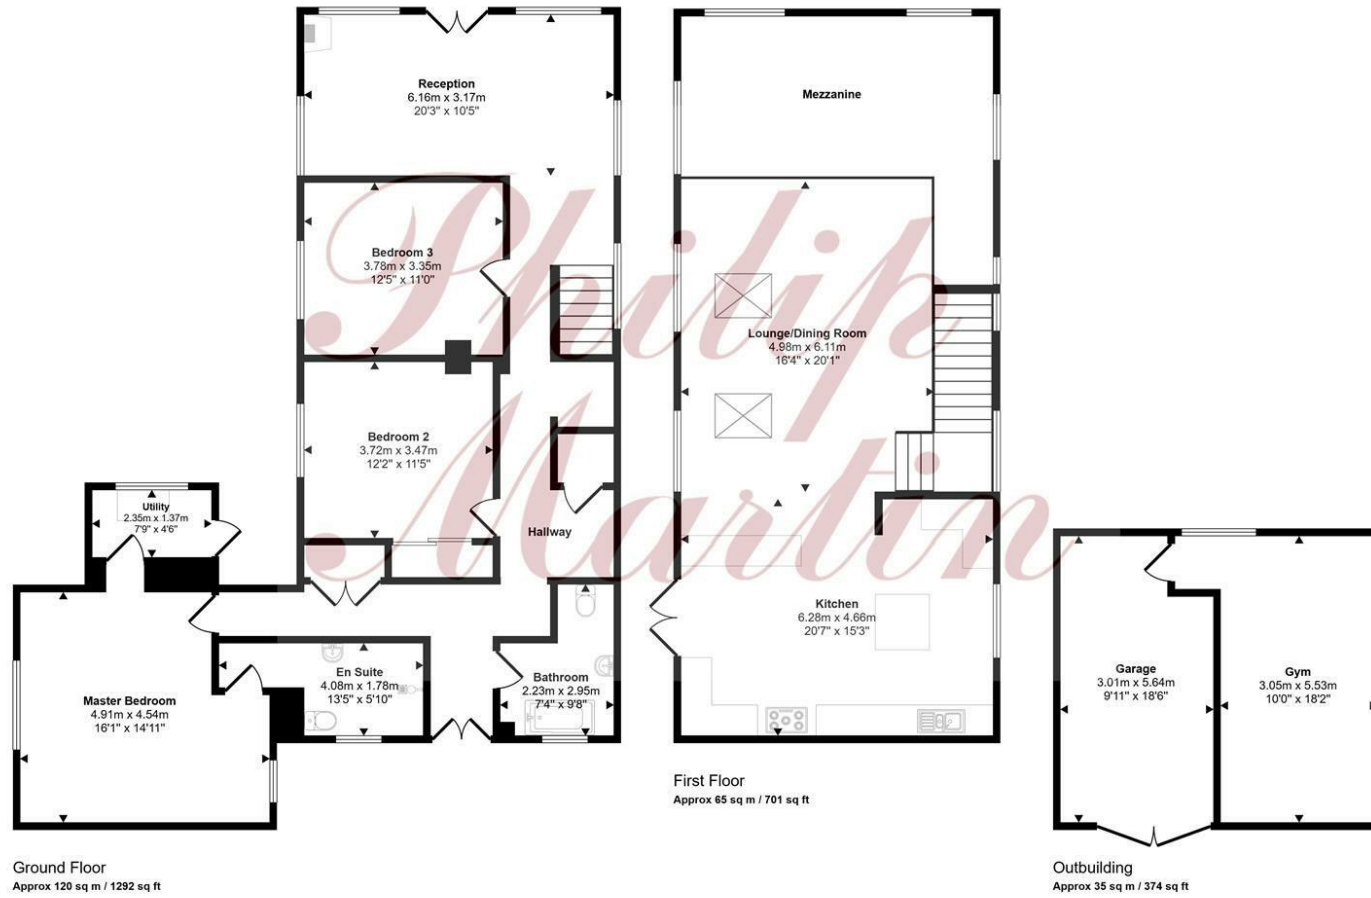 Reception
6.16m x 3.17m
20'3" x 10'5"
Bedroom 3
3.78m x 3.35m
12'5" x 11'0"
Bedroom 2
3.72m x 3.47m
12'2" x 11'5"
Utility
2.35m x 1.37m
7'9" x 4'6"
Hallway
Master Bedroom
4.91m x 4.54m
16'1" x 14'11"
En Suite
4.08m x 1.78m
13'5" x 5'10"
Bathroom
2.23m x 2.95m
7'4" x 9'8"
Ground Floor
Approx 120 sq m / 1292 sq ft
Mezzanine
Lounge/Dining Room
4.98m x 6.11m
16'4" x 20'1"
Kitchen
6.28m x 4.66m
20'7" x 15'3"
First Floor
Approx 65 sq m / 701 sq ft
Garage
3.01m x 5.64m
9'11" x 18'6"
Gym
3.05m x 5.53m
10'0" x 18'2"
Outbuilding
Approx 35 sq m / 374 sq ft
Philip
Martin